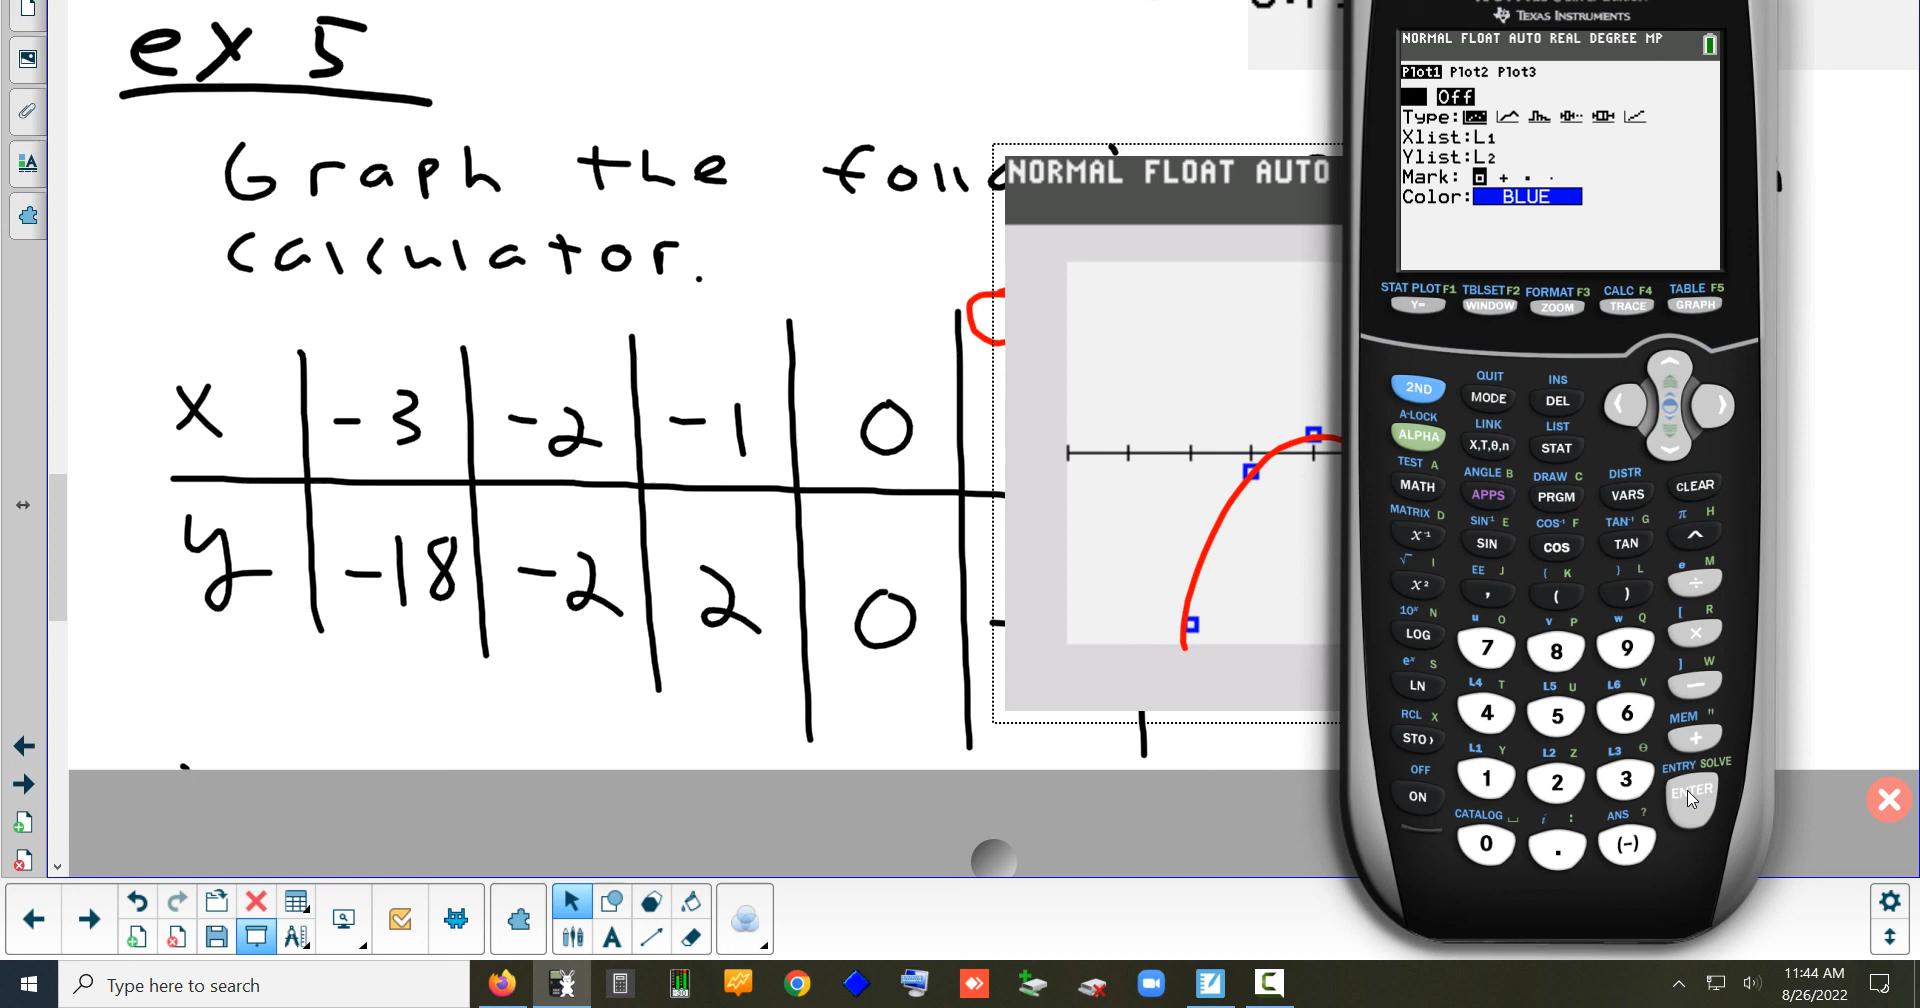 ex 5
Graph the
calculator.
x -3 -2 -1 0
y -18 -2 2 0
NORMAL FLOAT AUTO
TEXAS INSTRUMENTS
NORMAL FLOAT AUTO REAL DEGREE MP
Plot1 Plot2 Plot3
Off
Type:
Xlist:L1
Ylist:L2
Mark: + . ·
Color: BLUE
STAT PLOT F1 TBLSET F2 FORMAT F3 CALC F4 TABLE F5
Y= WINDOW ZOOM TRACE GRAPH
QUIT INS
2ND MODE DEL
A-LOCK LINK LIST
ALPHA X,T,θ,n STAT
TEST A ANGLE B DRAW C DISTR
MATH APPS PRGM VARS CLEAR
MATRIX D SIN⁻¹ E COS⁻¹ F TAN⁻¹ G π H
X⁻¹ SIN COS TAN ^
√ I EE J { K } L e M
X² , ( ) ÷
10ˣ N u O v P w Q [ R
LOG 7 8 9 ×
eˣ S L4 T L5 U L6 V ] W
LN 4 5 6 −
RCL X L1 Y L2 Z L3 θ MEM "
STO› 1 2 3 +
OFF CATALOG i : ANS ? ENTRY SOLVE
ON 0 . (-) ENTER
Type here to search
11:44 AM
8/26/2022